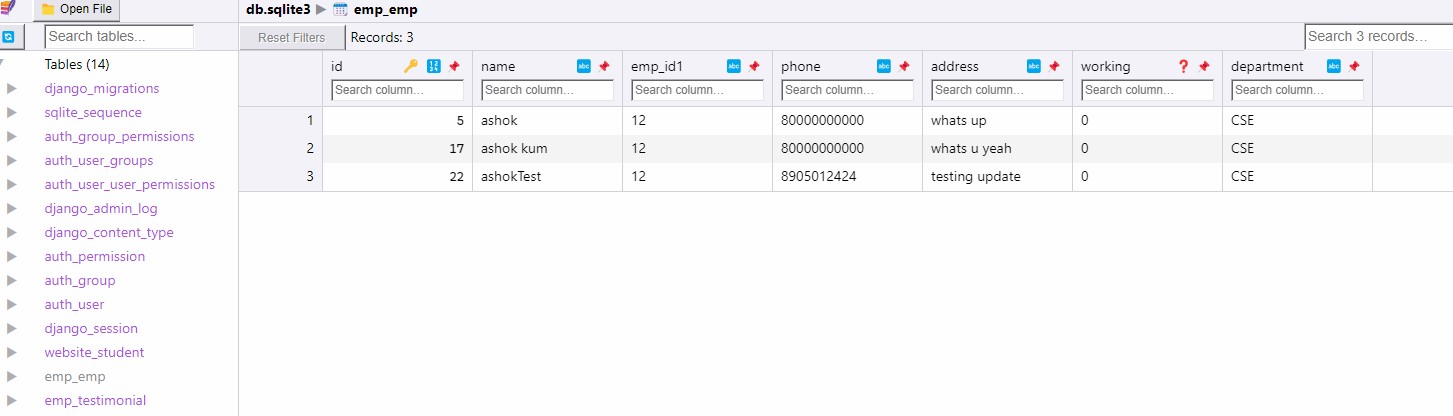 Open File
db.sqlite3 emp_emp
Search tables...
Reset Filters Records: 3 Search 3 records...
Tables (14)
django_migrations
sqlite_sequence
auth_group_permissions
auth_user_groups
auth_user_user_permissions
django_admin_log
django_content_type
auth_permission
auth_group
auth_user
django_session
website_student
emp_emp
emp_testimonial
id name emp_id1 phone address working department
Search column... Search column... Search column... Search column... Search column... Search column... Search column...
1 5 ashok 12 80000000000 whats up 0 CSE
2 17 ashok kum 12 80000000000 whats u yeah 0 CSE
3 22 ashokTest 12 8905012424 testing update 0 CSE